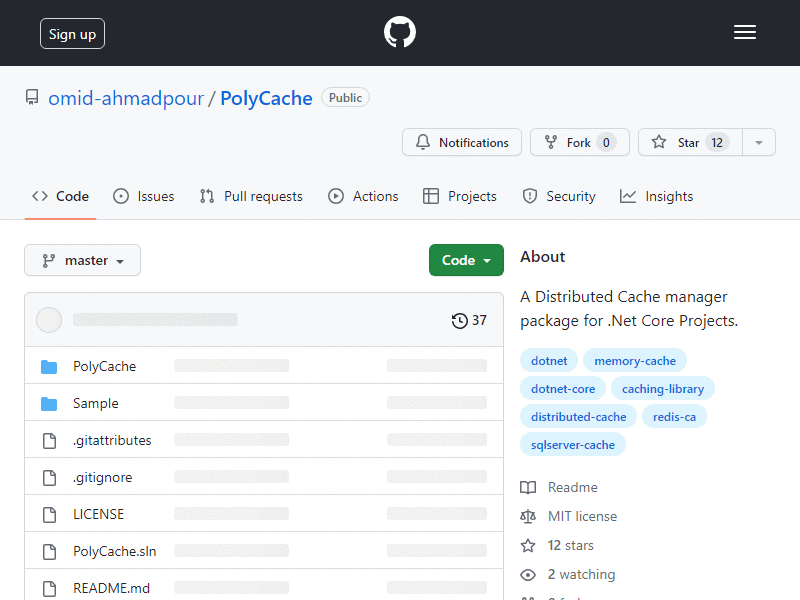 Sign up
omid-ahmadpour / PolyCache Public
Notifications Fork 0 Star 12
Code Issues Pull requests Actions Projects Security Insights
master Code
37
PolyCache
Sample
.gitattributes
.gitignore
LICENSE
PolyCache.sln
README.md
About
A Distributed Cache manager
package for .Net Core Projects.
dotnet memory-cache
dotnet-core caching-library
distributed-cache redis-ca
sqlserver-cache
Readme
MIT license
12 stars
2 watching